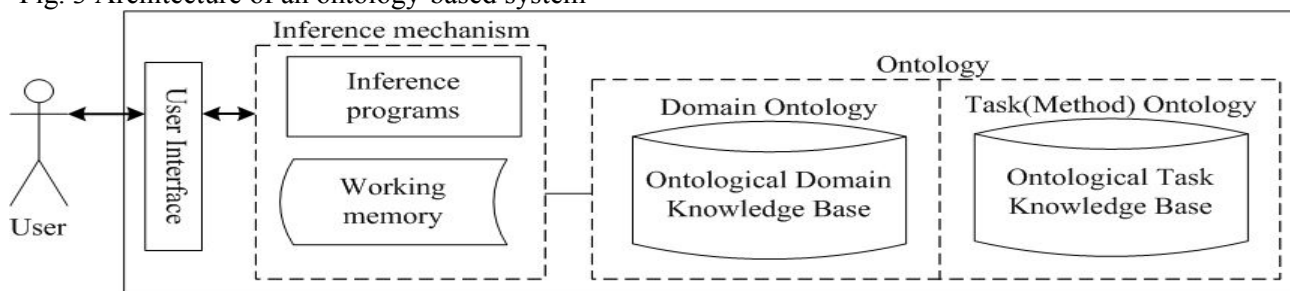 Fig. 3 Architecture of an ontology-based system
Inference mechanism
Inference
programs
Working
memory
User Interface
User
Ontology
Domain Ontology
Ontological Domain
Knowledge Base
Task(Method) Ontology
Ontological Task
Knowledge Base